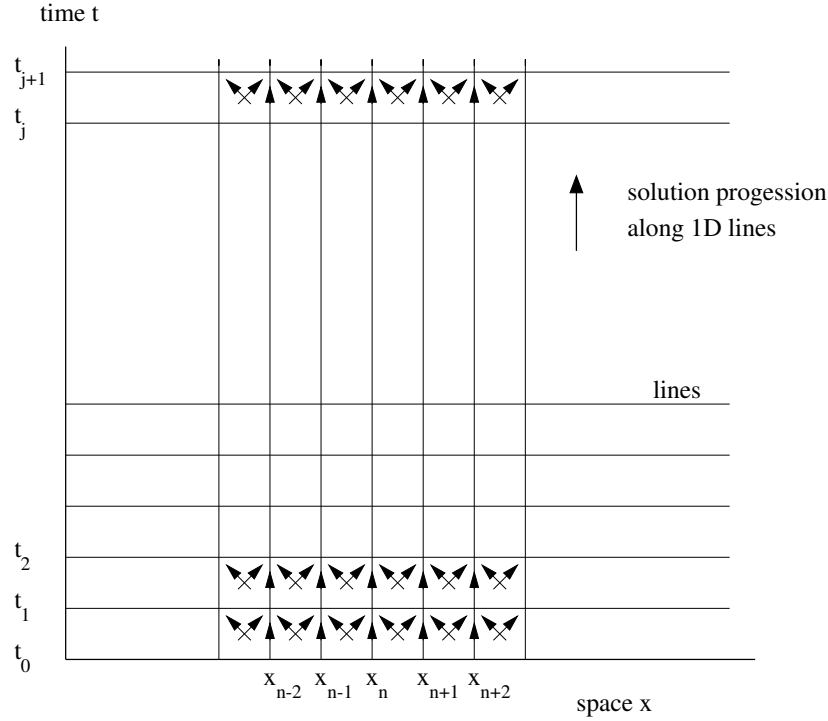 time t
t_{j+1}
t_j
solution progession
along 1D lines
lines
t_2
t_1
t_0
x_{n-2} x_{n-1} x_n x_{n+1} x_{n+2}
space x